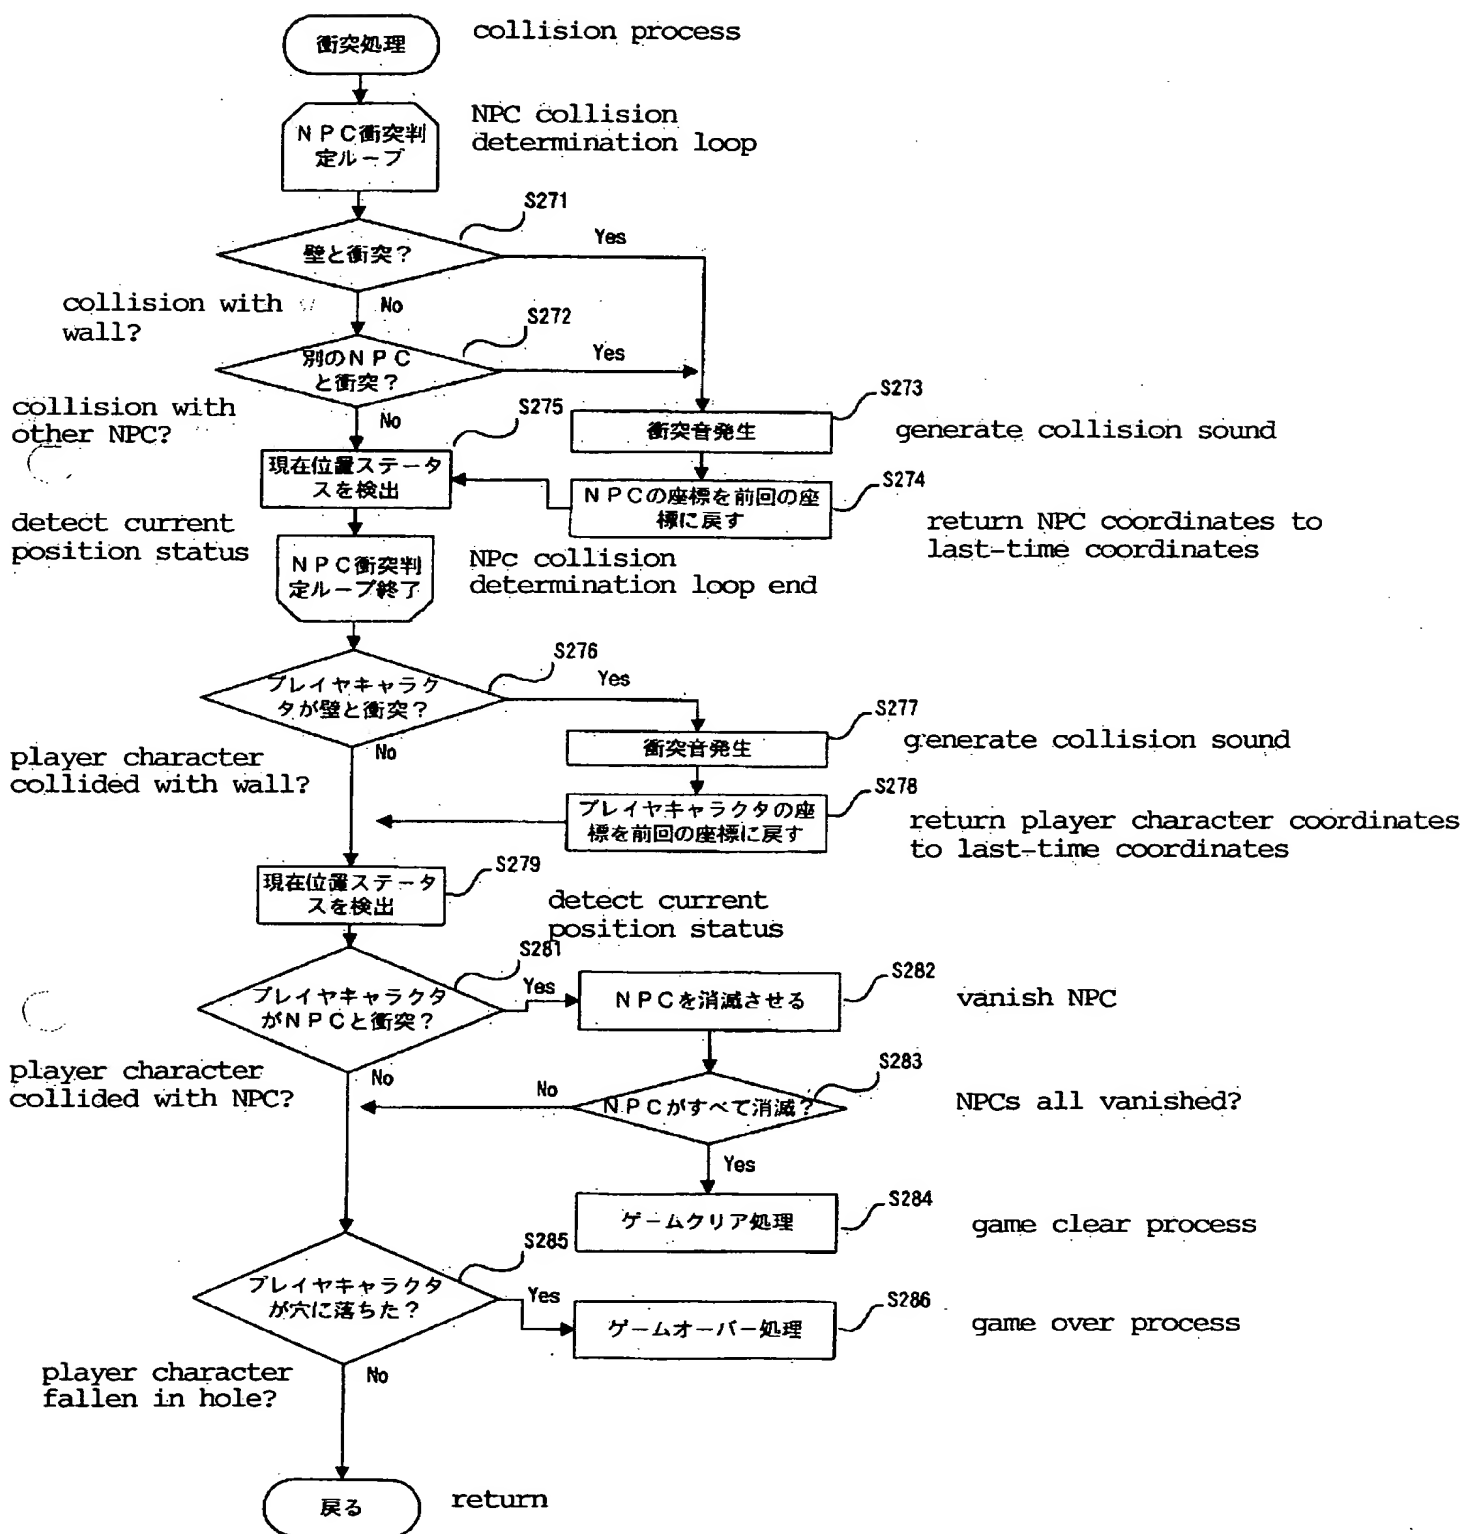 衝突処理
collision process
NPC衝突判
定ループ
NPC collision
determination loop
S271
壁と衝突?
Yes
No
collision with
wall?
S272
別のNPC
と衝突?
Yes
No
collision with
other NPC?
S273
衝突音発生
generate collision sound
S275
現在位置ステータ
スを検出
detect current
position status
S274
NPCの座標を前回の座
標に戻す
return NPC coordinates to
last-time coordinates
NPC衝突判
定ループ終了
NPc collision
determination loop end
S276
プレイヤキャラク
タが壁と衝突?
Yes
No
player character
collided with wall?
S277
衝突音発生
generate collision sound
S278
プレイヤキャラクタの座
標を前回の座標に戻す
return player character coordinates
to last-time coordinates
S279
現在位置ステータ
スを検出
detect current
position status
S281
プレイヤキャラクタ
がNPCと衝突?
Yes
No
player character
collided with NPC?
S282
NPCを消滅させる
vanish NPC
S283
NPCがすべて消滅?
No
Yes
NPCs all vanished?
S284
ゲームクリア処理
game clear process
S285
プレイヤキャラクタ
が穴に落ちた?
Yes
No
player character
fallen in hole?
S286
ゲームオーバー処理
game over process
戻る
return